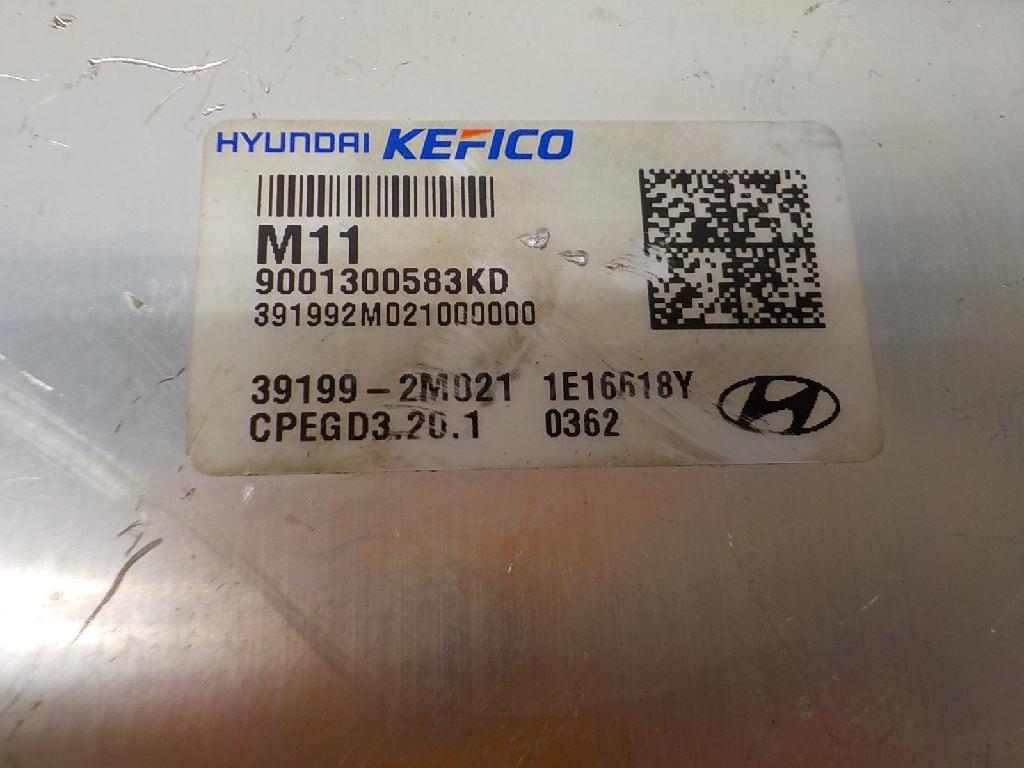 HYUNDAI KEFICO
M11
9001300583KD
391992M021000000
39199-2M021 1E16618Y
CPEGD3.20.1 0362